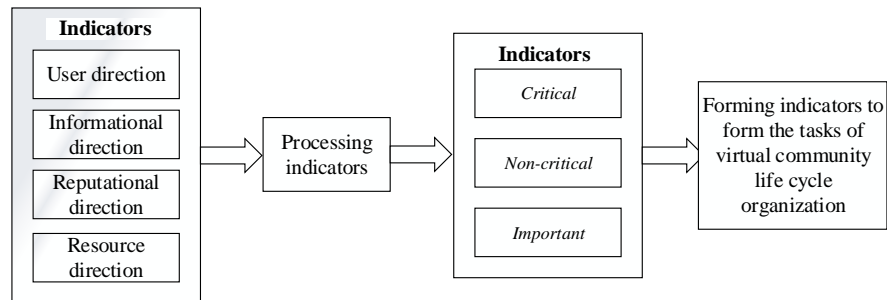 Indicators
User direction
Informational
direction
Reputational
direction
Resource
direction
Processing
indicators
Indicators
Critical
Non-critical
Important
Forming indicators to
form the tasks of
virtual community
life cycle
organization